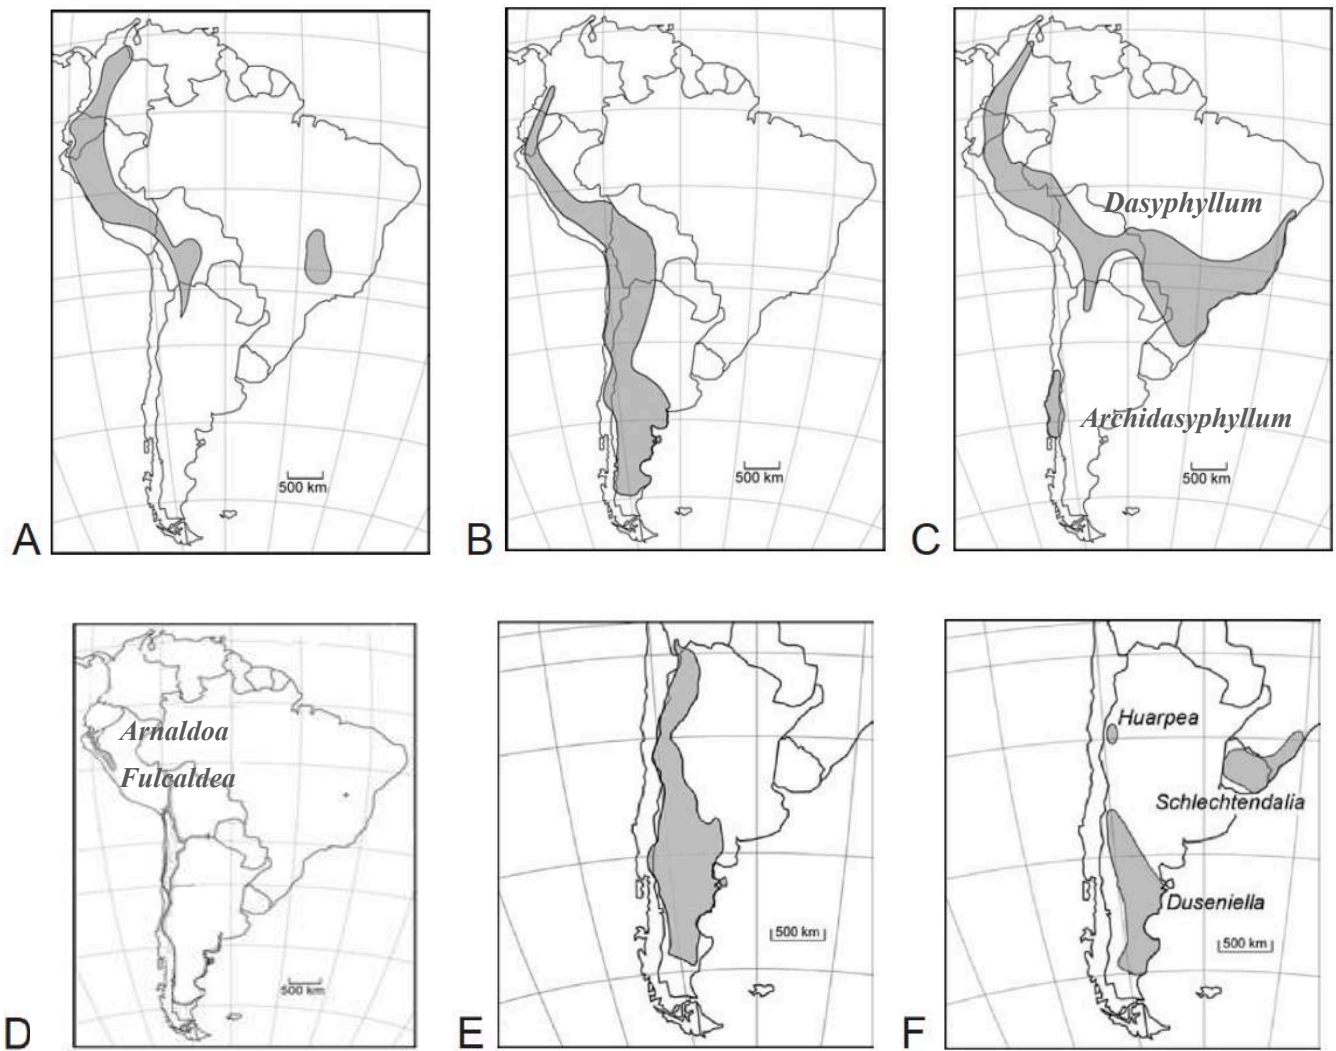 A
500 km
B
500 km
C
Dasyphyllum
Archidasyphyllum
500 km
D
Arnaldoa
Fulcaldea
500 km
E
500 km
F
Huarpea
Schlechtendalia
Duseniella
500 km